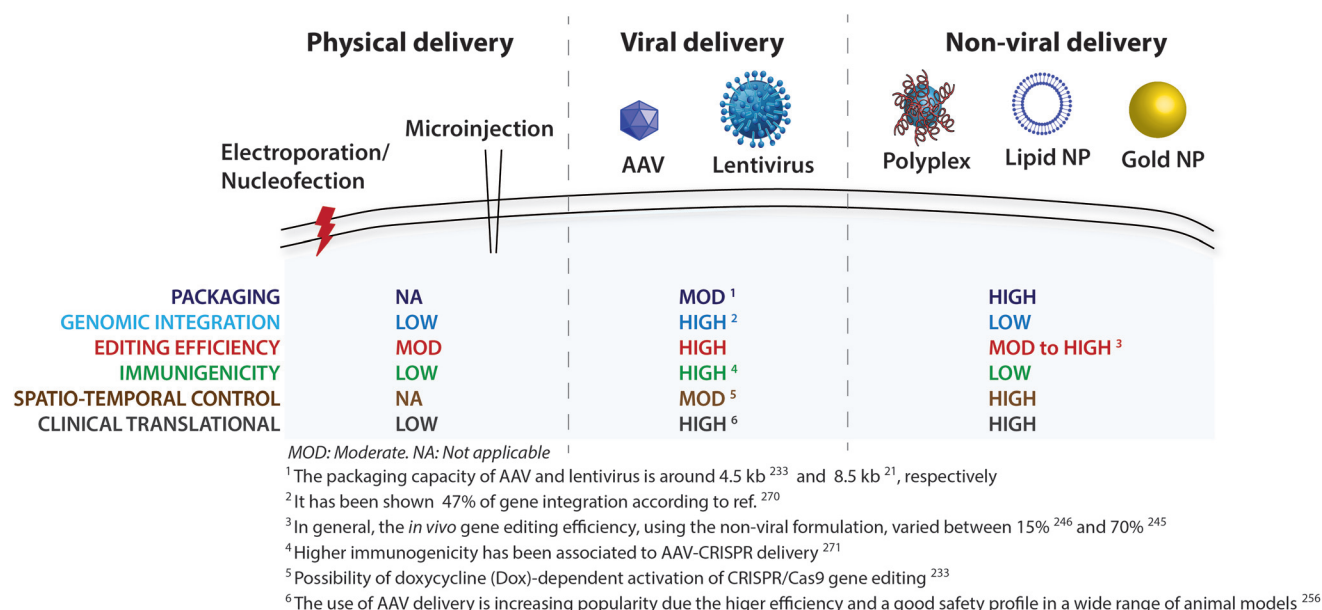 Physical delivery Viral delivery Non-viral delivery
Microinjection
Electroporation/
Nucleofection
AAV Lentivirus Polyplex Lipid NP Gold NP
PACKAGING NA MOD 1 HIGH
GENOMIC INTEGRATION LOW HIGH 2 LOW
EDITING EFFICIENCY MOD HIGH MOD to HIGH 3
IMMUNIGENICITY LOW HIGH 4 LOW
SPATIO-TEMPORAL CONTROL NA MOD 5 HIGH
CLINICAL TRANSLATIONAL LOW HIGH 6 HIGH
MOD: Moderate. NA: Not applicable
1 The packaging capacity of AAV and lentivirus is around 4.5 kb 233 and 8.5 kb 21, respectively
2 It has been shown 47% of gene integration according to ref. 270
3 In general, the in vivo gene editing efficiency, using the non-viral formulation, varied between 15% 246 and 70% 245
4 Higher immunogenicity has been associated to AAV-CRISPR delivery 271
5 Possibility of doxycycline (Dox)-dependent activation of CRISPR/Cas9 gene editing 233
6 The use of AAV delivery is increasing popularity due the higer efficiency and a good safety profile in a wide range of animal models 256